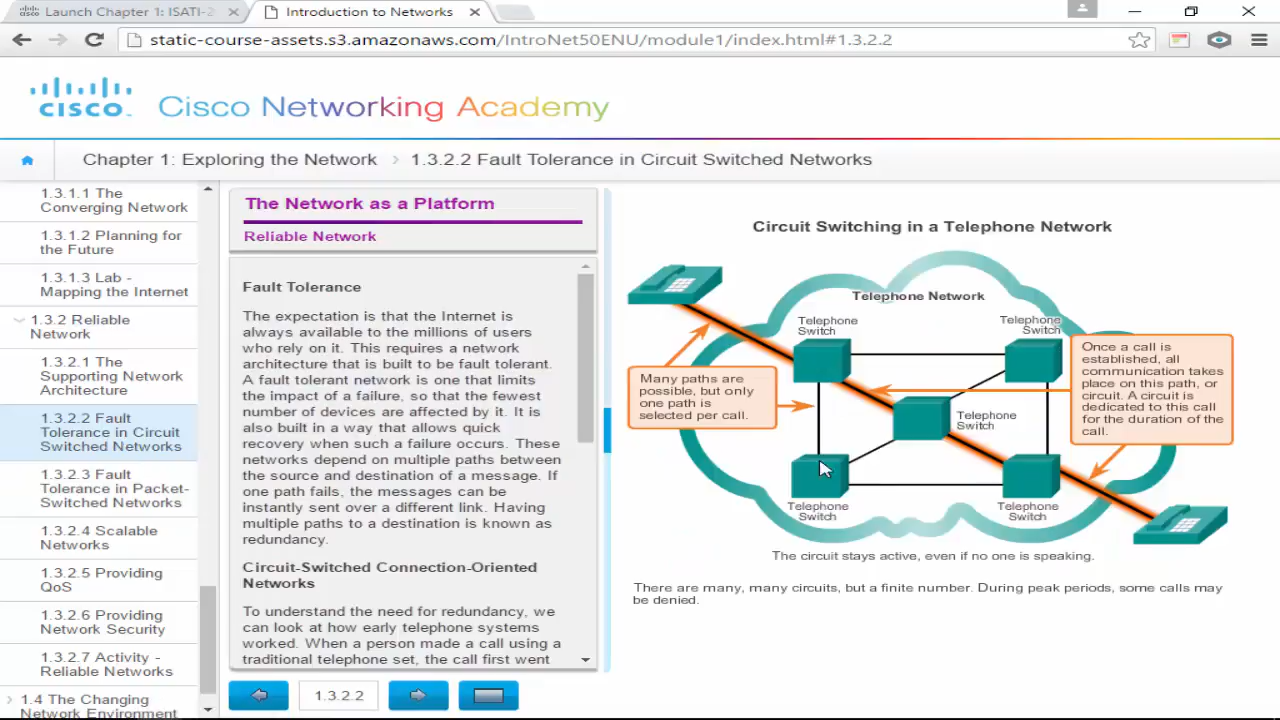 Launch Chapter 1: ISATI-2
Introduction to Networks
static-course-assets.s3.amazonaws.com/IntroNet50ENU/module1/index.html#1.3.2.2
CISCO
Cisco Networking Academy
Chapter 1: Exploring the Network > 1.3.2.2 Fault Tolerance in Circuit Switched Networks
1.3.1.1 The
Converging Network
1.3.1.2 Planning for
the Future
1.3.1.3 Lab -
Mapping the Internet
1.3.2 Reliable
Network
1.3.2.1 The
Supporting Network
Architecture
1.3.2.2 Fault
Tolerance in Circuit
Switched Networks
1.3.2.3 Fault
Tolerance in Packet-
Switched Networks
1.3.2.4 Scalable
Networks
1.3.2.5 Providing
QoS
1.3.2.6 Providing
Network Security
1.3.2.7 Activity -
Reliable Networks
1.4 The Changing
Network Environment
The Network as a Platform
Reliable Network
Fault Tolerance
The expectation is that the Internet is
always available to the millions of users
who rely on it. This requires a network
architecture that is built to be fault tolerant.
A fault tolerant network is one that limits
the impact of a failure, so that the fewest
number of devices are affected by it. It is
also built in a way that allows quick
recovery when such a failure occurs. These
networks depend on multiple paths between
the source and destination of a message. If
one path fails, the messages can be
instantly sent over a different link. Having
multiple paths to a destination is known as
redundancy.
Circuit-Switched Connection-Oriented
Networks
To understand the need for redundancy, we
can look at how early telephone systems
worked. When a person made a call using a
traditional telephone set, the call first went
1.3.2.2
Circuit Switching in a Telephone Network
Telephone Network
Telephone
Switch
Telephone
Switch
Many paths are
possible, but only
one path is
selected per call.
Once a call is
established, all
communication takes
place on this path, or
circuit. A circuit is
dedicated to this call
for the duration of the
call.
Telephone
Switch
Telephone
Switch
Telephone
Switch
The circuit stays active, even if no one is speaking.
There are many, many circuits, but a finite number. During peak periods, some calls may
be denied.